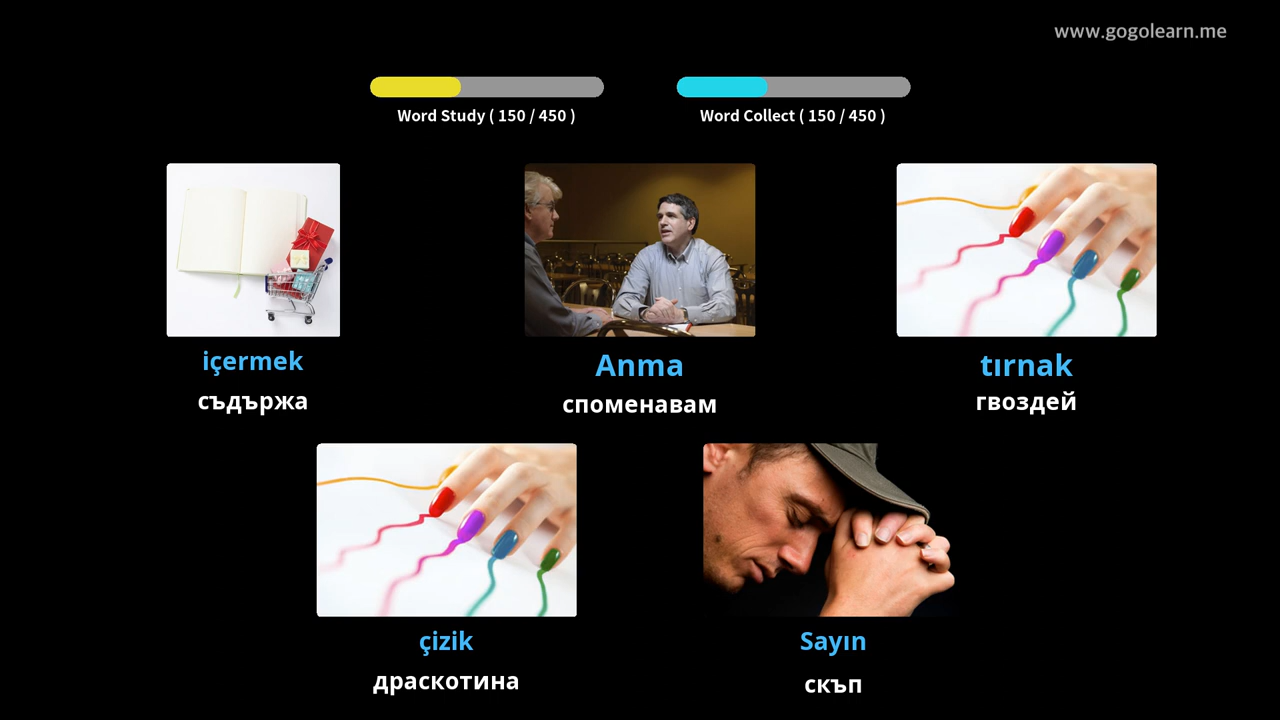 www.gogolearn.me
Word Study ( 150 / 450 )
Word Collect ( 150 / 450 )
içermek
съдържа
Anma
споменавам
tırnak
гвоздей
çizik
драскотина
Sayın
скъп